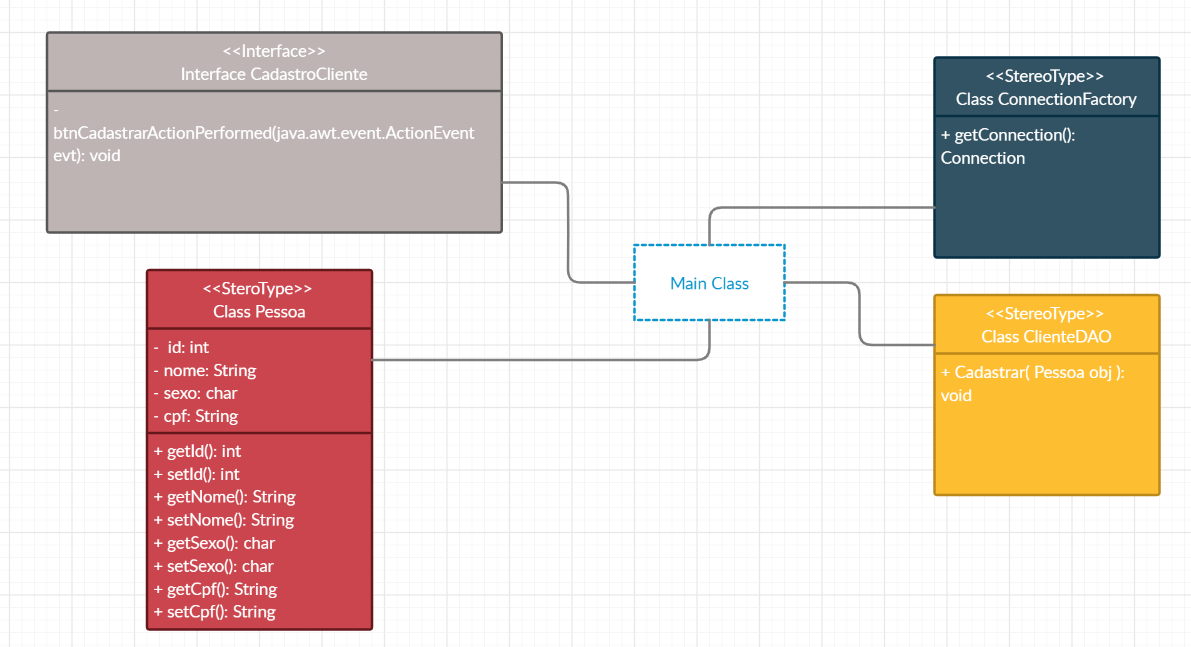 <<Interface>>
Interface CadastroCliente
-
btnCadastrarActionPerformed(java.awt.event.ActionEvent
evt): void
<<SteroType>>
Class Pessoa
- id: int
- nome: String
- sexo: char
- cpf: String
+ getId(): int
+ setId(): int
+ getNome(): String
+ setNome(): String
+ getSexo(): char
+ setSexo(): char
+ getCpf(): String
+ setCpf(): String
Main Class
<<StereoType>>
Class ConnectionFactory
+ getConnection():
Connection
<<StereoType>>
Class ClienteDAO
+ Cadastrar( Pessoa obj ):
void